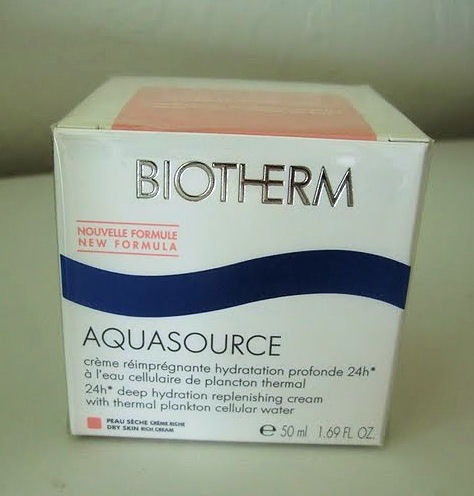 BIOTHERM
NOUVELLE FORMULE
NEW FORMULA
AQUASOURCE
crème réimprégnante hydratation profonde 24h*
à l'eau cellulaire de plancton thermal
24h* deep hydration replenishing cream
with thermal plankton cellular water
PEAU SÈCHE CRÈME RICHE
DRY SKIN RICH CREAM
℮ 50 ml 1.69 FL. OZ.